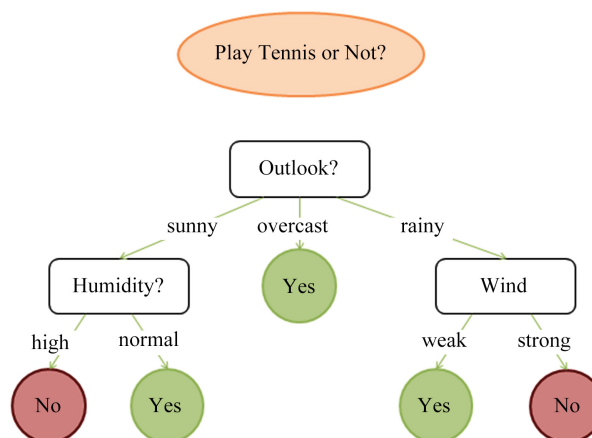 Play Tennis or Not?
Outlook?
sunny
overcast
rainy
Humidity?
Yes
Wind
high
normal
weak
strong
No
Yes
Yes
No